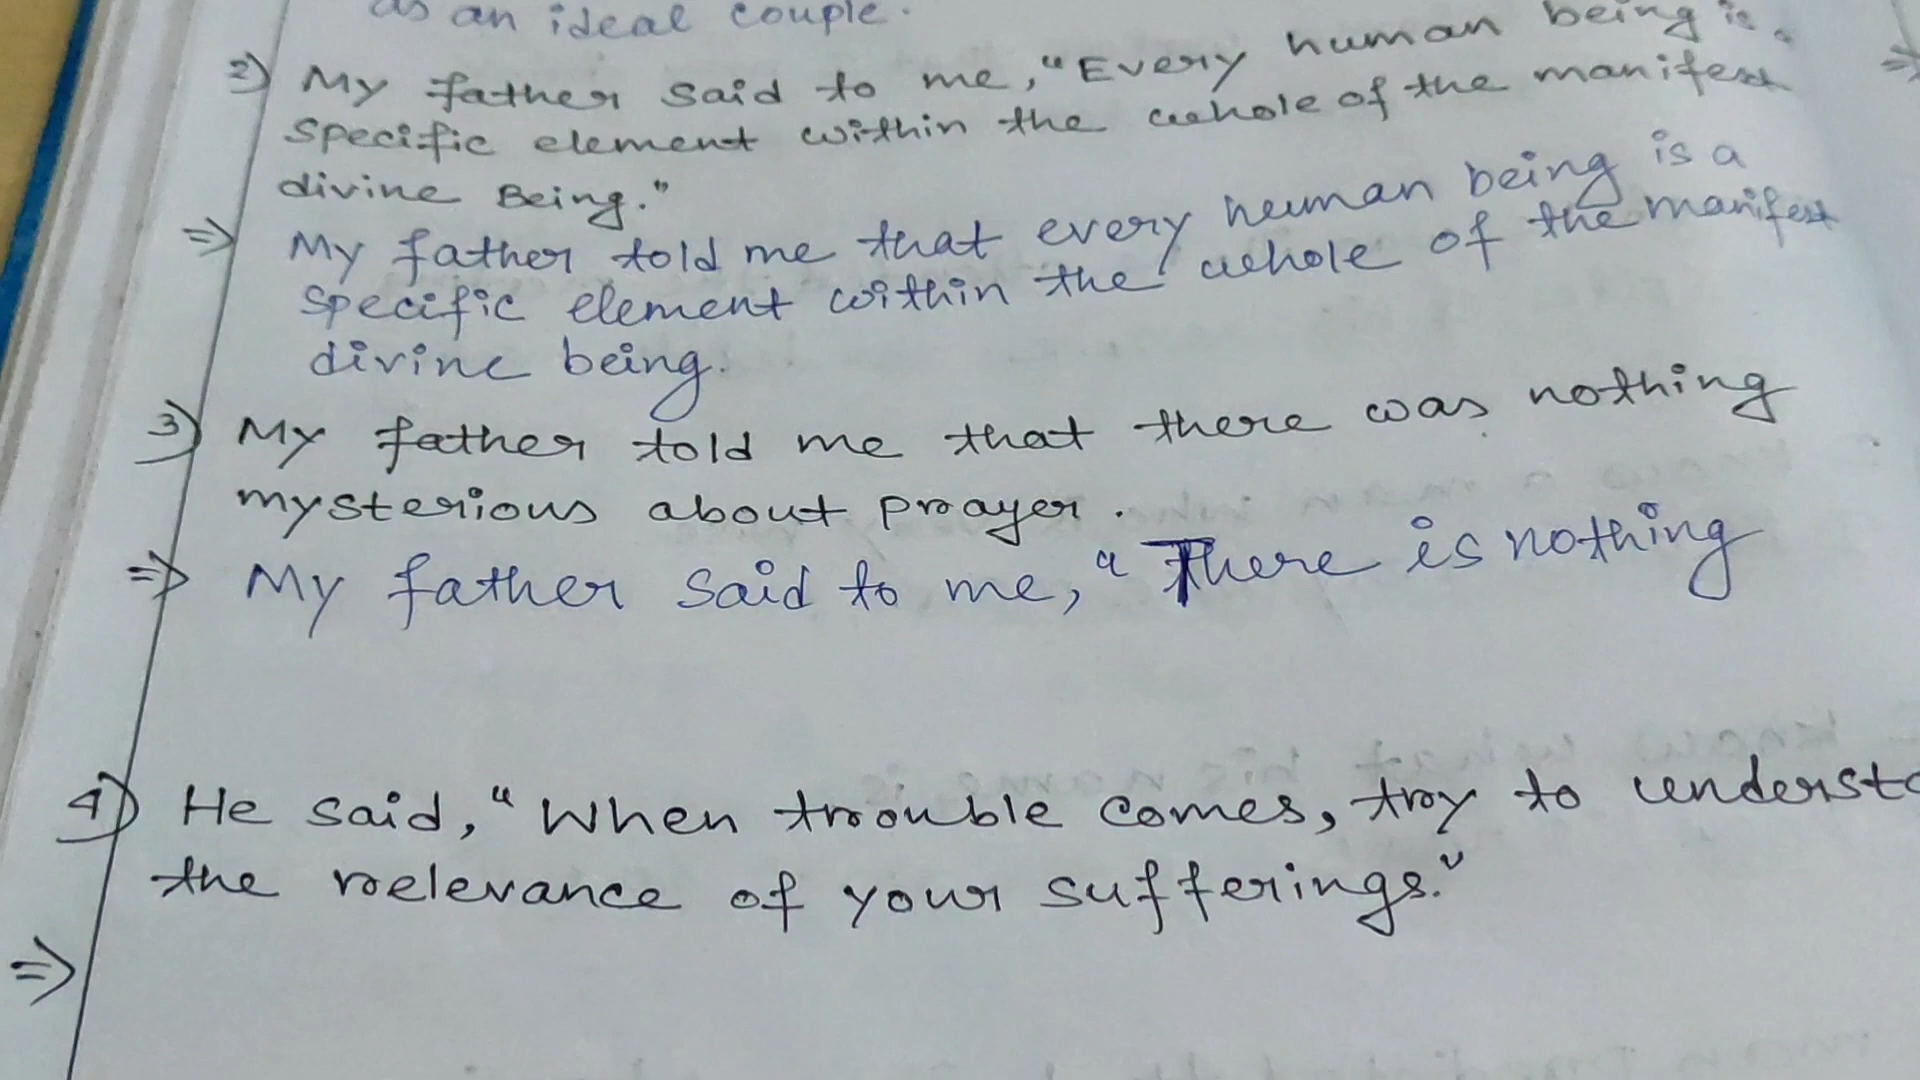 as an ideal couple.
2) My father said to me, "Every human being is a
specific element within the whole of the manifest
divine Being."
=> My father told me that every human being is a
specific element within the whole of the manifest
divine being.
3) My father told me that there was nothing
mysterious about prayer.
=> My father said to me, "There is nothing
4) He said, "When trouble comes, try to understa
the relevance of your sufferings."
=>